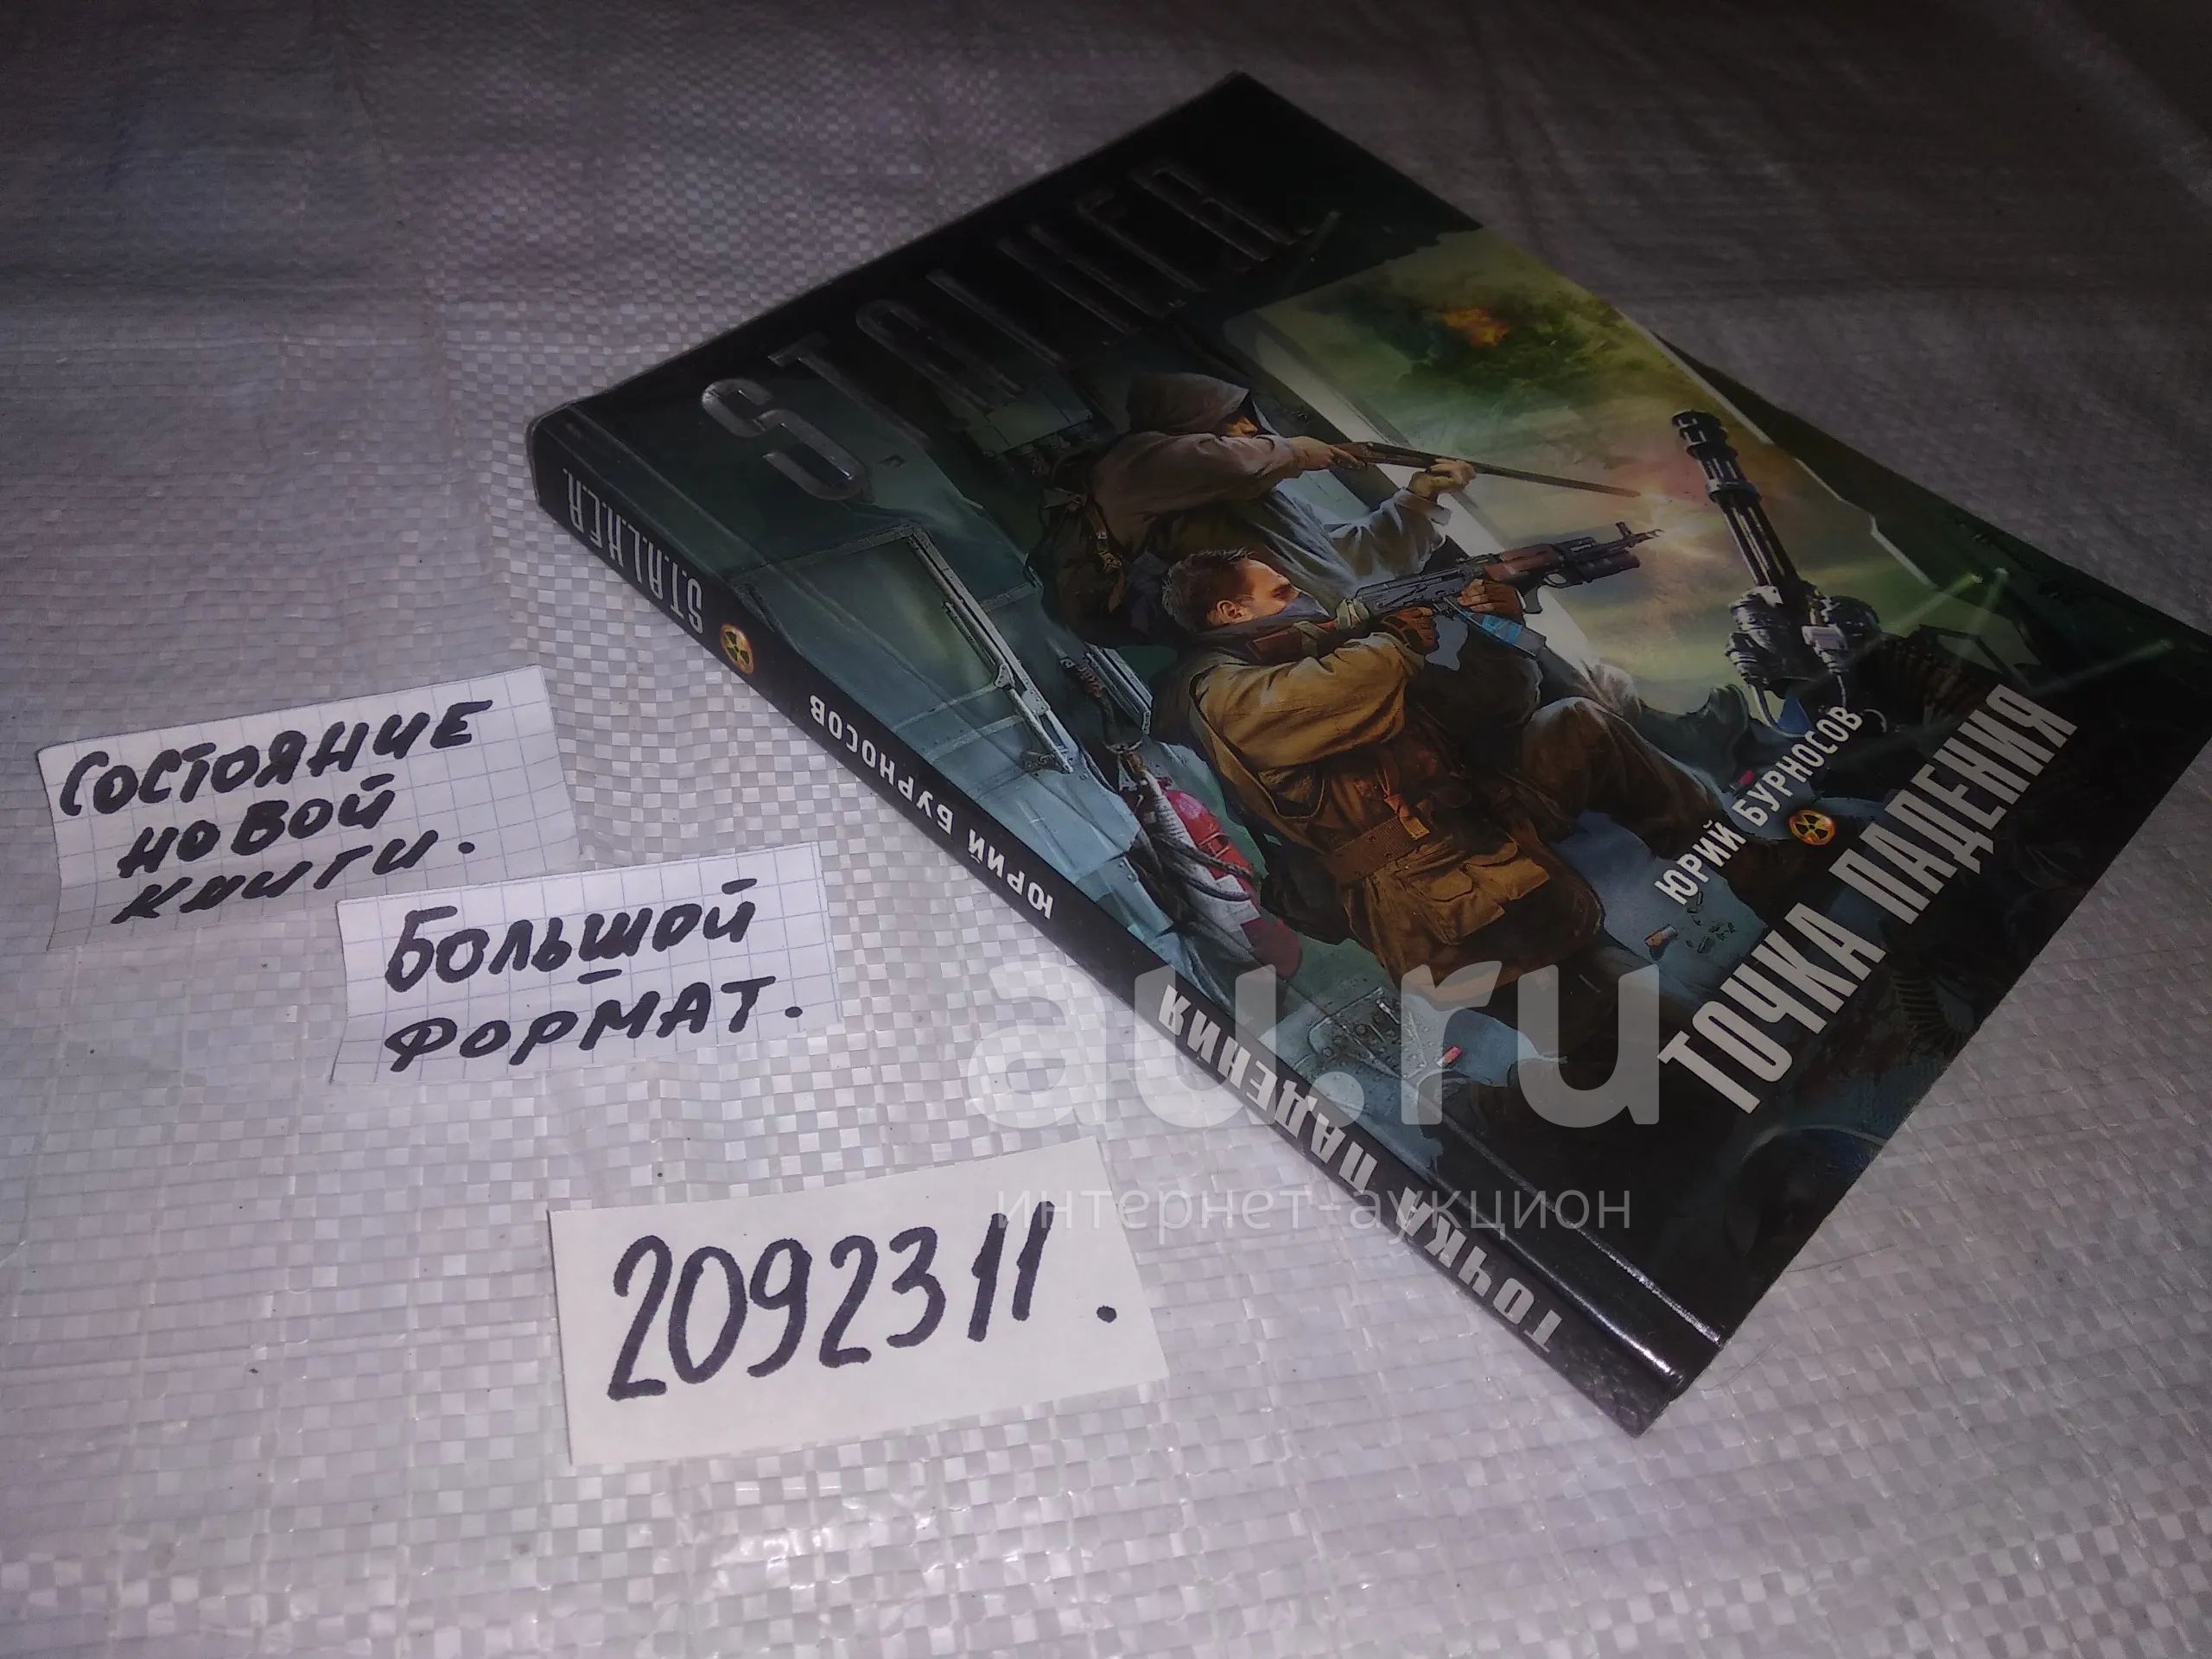 S.T.A.L.K.E.R.
ЮРИЙ БУРНОСОВ
ТОЧКА ПАДЕНИЯ
S.T.A.L.K.E.R.
ЮРИЙ БУРНОСОВ
ТОЧКА ПАДЕНИЯ
СОСТОЯНИЕ
НОВОЙ
КНИГИ.
БОЛЬШОЙ
ФОРМАТ.
2092311.
au.ru
интернет-аукцион